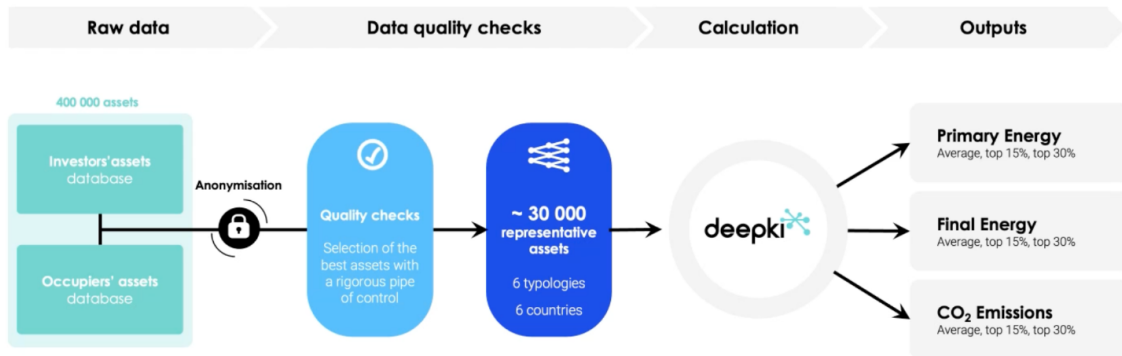 Raw data
Data quality checks
Calculation
Outputs
400 000 assets
Investors'assets
database
Occupiers' assets
database
Anonymisation
Quality checks
Selection of the
best assets with
a rigorous pipe
of control
~ 30 000
representative
assets
6 typologies
6 countries
deepki
Primary Energy
Average, top 15%, top 30%
Final Energy
Average, top 15%, top 30%
CO₂ Emissions
Average, top 15%, top 30%